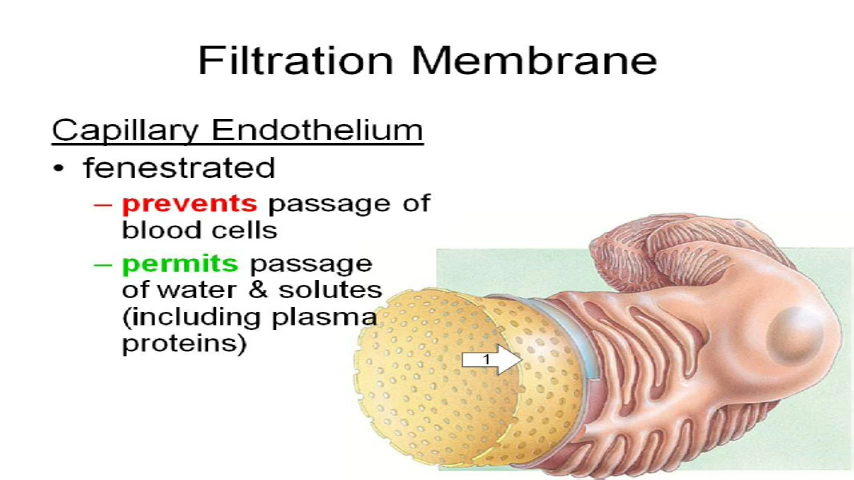 Filtration Membrane
Capillary Endothelium
• fenestrated
– prevents passage of
blood cells
– permits passage
of water & solutes
(including plasma
proteins)
1